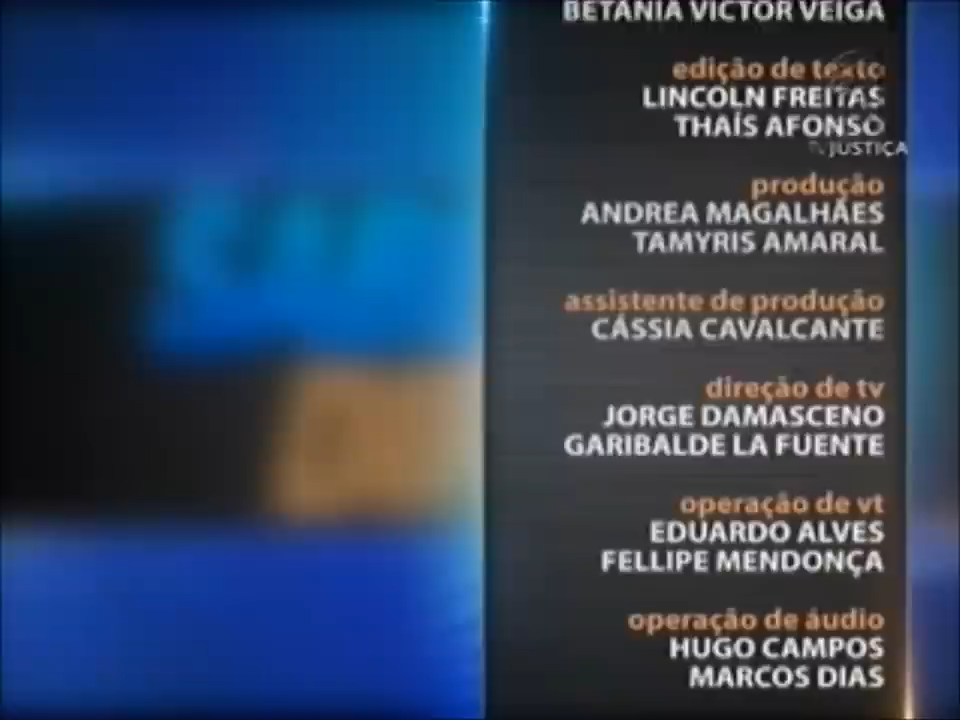 BETANIA VICTOR VEIGA
edição de texto
LINCOLN FREITAS
THAÍS AFONSO
TV JUSTIÇA
produção
ANDREA MAGALHÃES
TAMYRIS AMARAL
assistente de produção
CÁSSIA CAVALCANTE
direção de tv
JORGE DAMASCENO
GARIBALDE LA FUENTE
operação de vt
EDUARDO ALVES
FELLIPE MENDONÇA
operação de áudio
HUGO CAMPOS
MARCOS DIAS